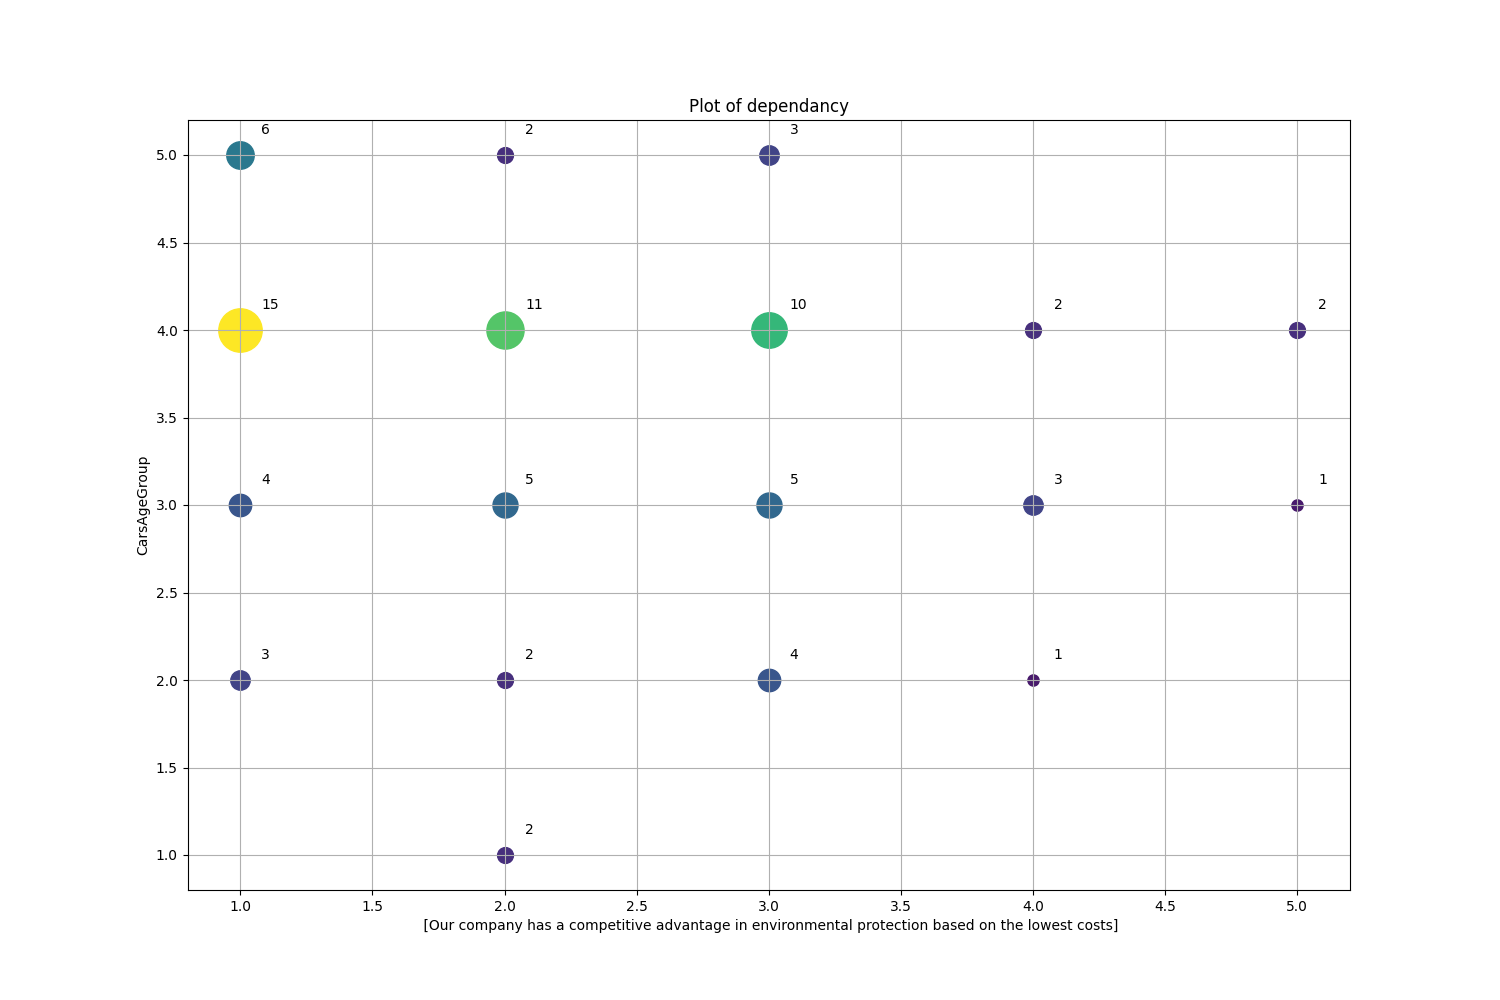 Plot of dependancy
6 2 3
5.0
4.5
15 11 10 2 2
4.0
3.5
4 5 5 3 1
3.0
CarsAgeGroup
2.5
3 2 4 1
2.0
1.5
2
1.0
1.0 1.5 2.0 2.5 3.0 3.5 4.0 4.5 5.0
[Our company has a competitive advantage in environmental protection based on the lowest costs]